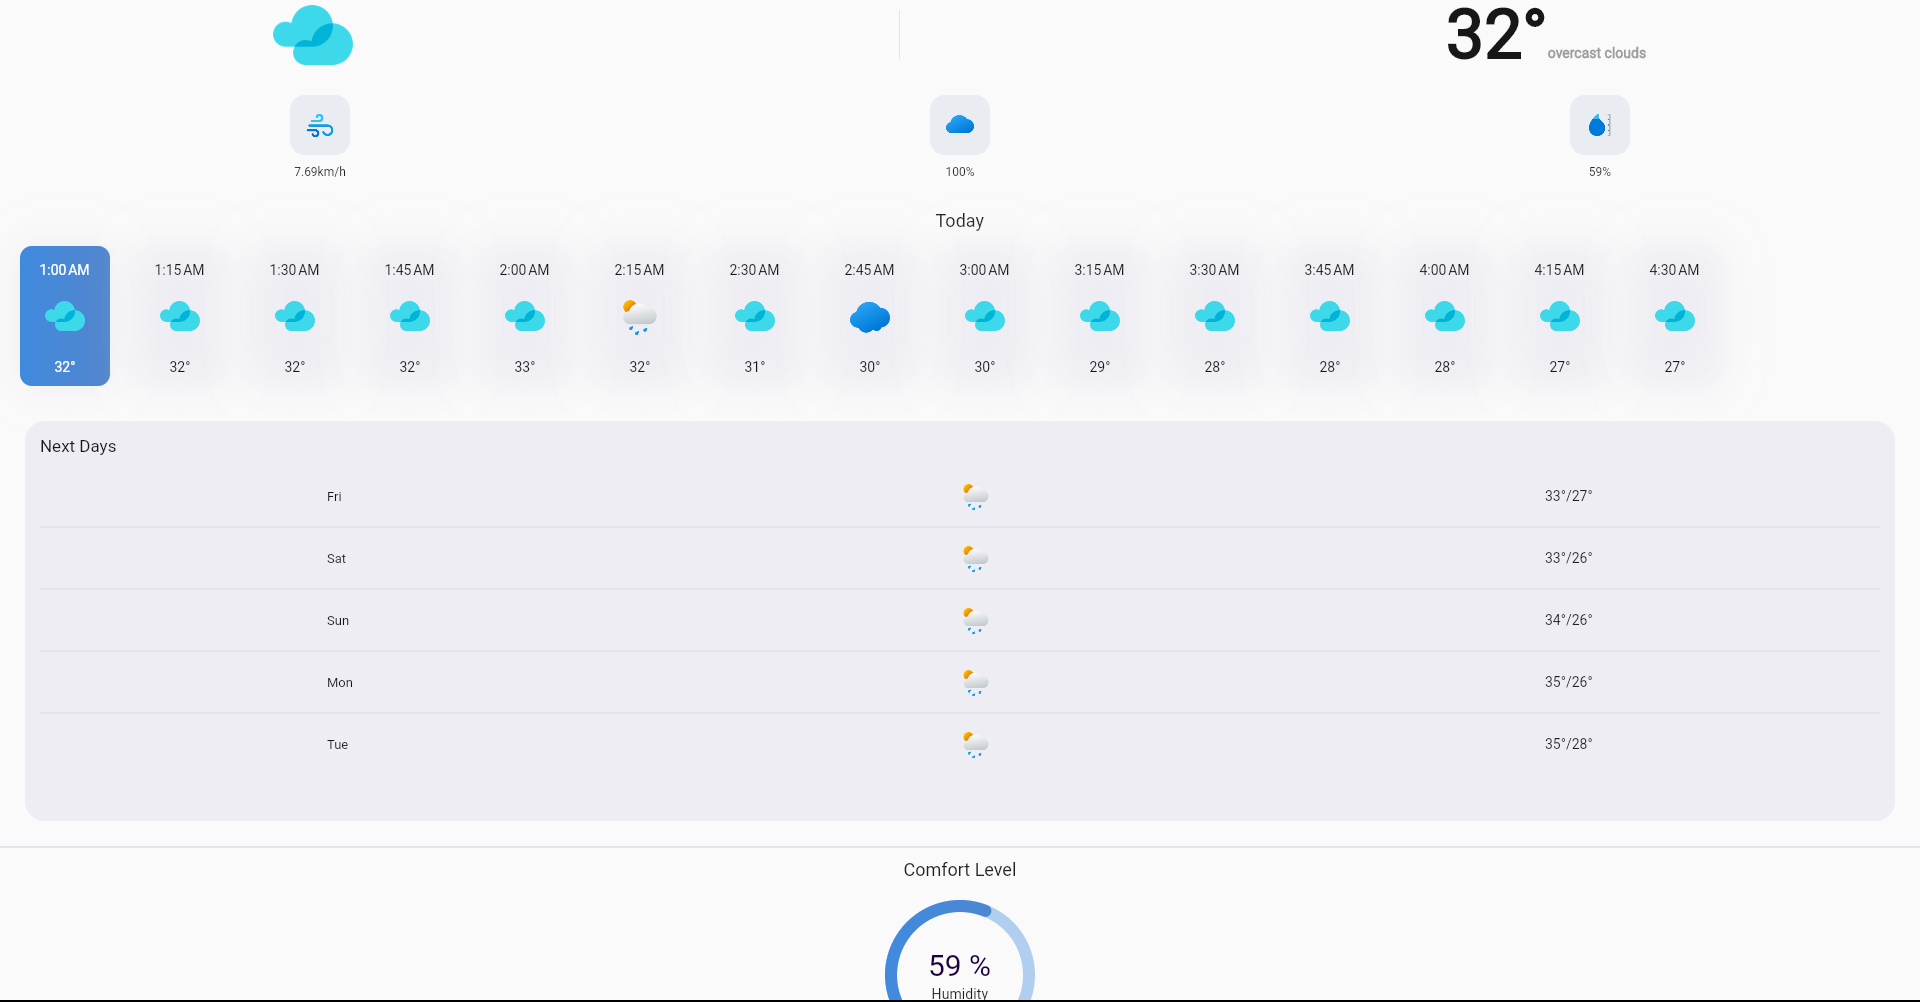 32°
overcast clouds
7.69km/h
100%
59%
Today
1:00 AM
1:15 AM
1:30 AM
1:45 AM
2:00 AM
2:15 AM
2:30 AM
2:45 AM
3:00 AM
3:15 AM
3:30 AM
3:45 AM
4:00 AM
4:15 AM
4:30 AM
32°
32°
32°
32°
33°
32°
31°
30°
30°
29°
28°
28°
28°
27°
27°
Next Days
Fri
33°/27°
Sat
33°/26°
Sun
34°/26°
Mon
35°/26°
Tue
35°/28°
Comfort Level
59 %
Humidity